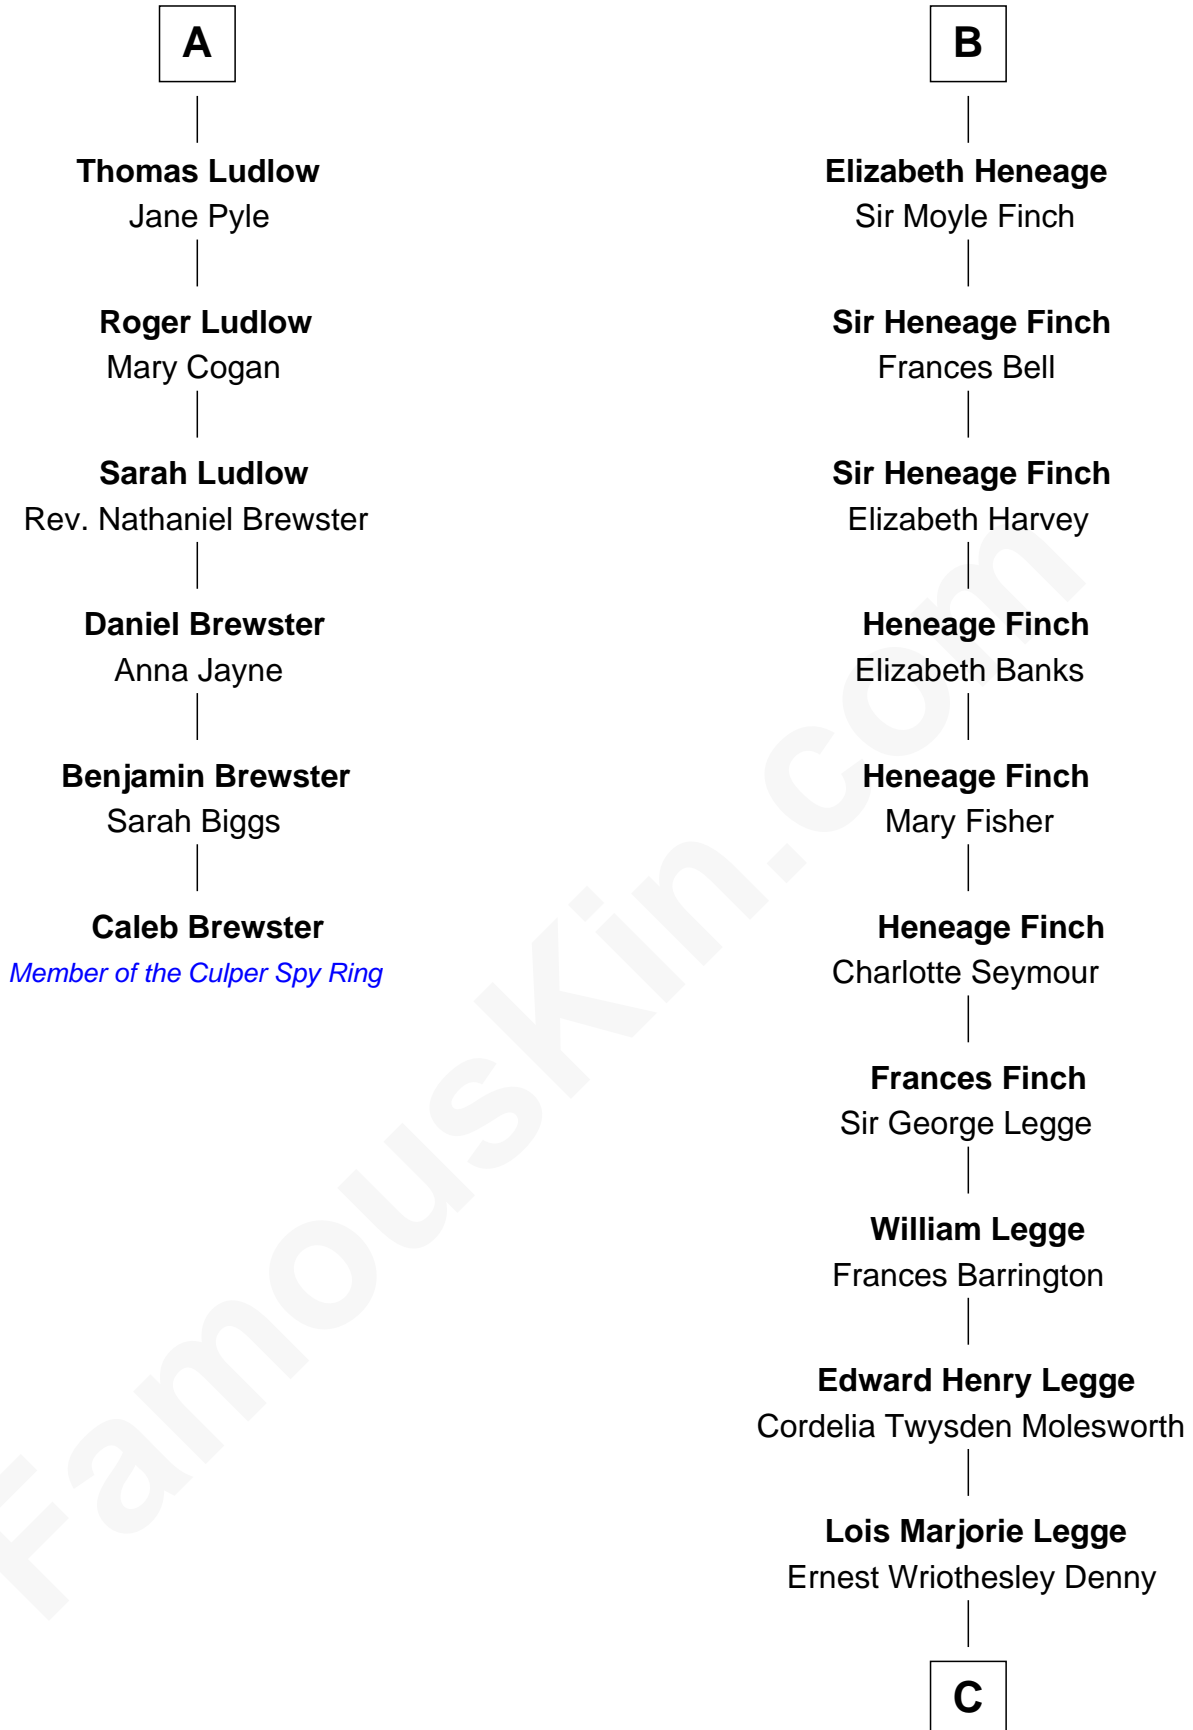 A
Thomas Ludlow
Jane Pyle
Roger Ludlow
Mary Cogan
Sarah Ludlow
Rev. Nathaniel Brewster
Daniel Brewster
Anna Jayne
Benjamin Brewster
Sarah Biggs
Caleb Brewster
Member of the Culper Spy Ring
B
Elizabeth Heneage
Sir Moyle Finch
Sir Heneage Finch
Frances Bell
Sir Heneage Finch
Elizabeth Harvey
Heneage Finch
Elizabeth Banks
Heneage Finch
Mary Fisher
Heneage Finch
Charlotte Seymour
Frances Finch
Sir George Legge
William Legge
Frances Barrington
Edward Henry Legge
Cordelia Twysden Molesworth
Lois Marjorie Legge
Ernest Wriothesley Denny
C
FamousKin.com